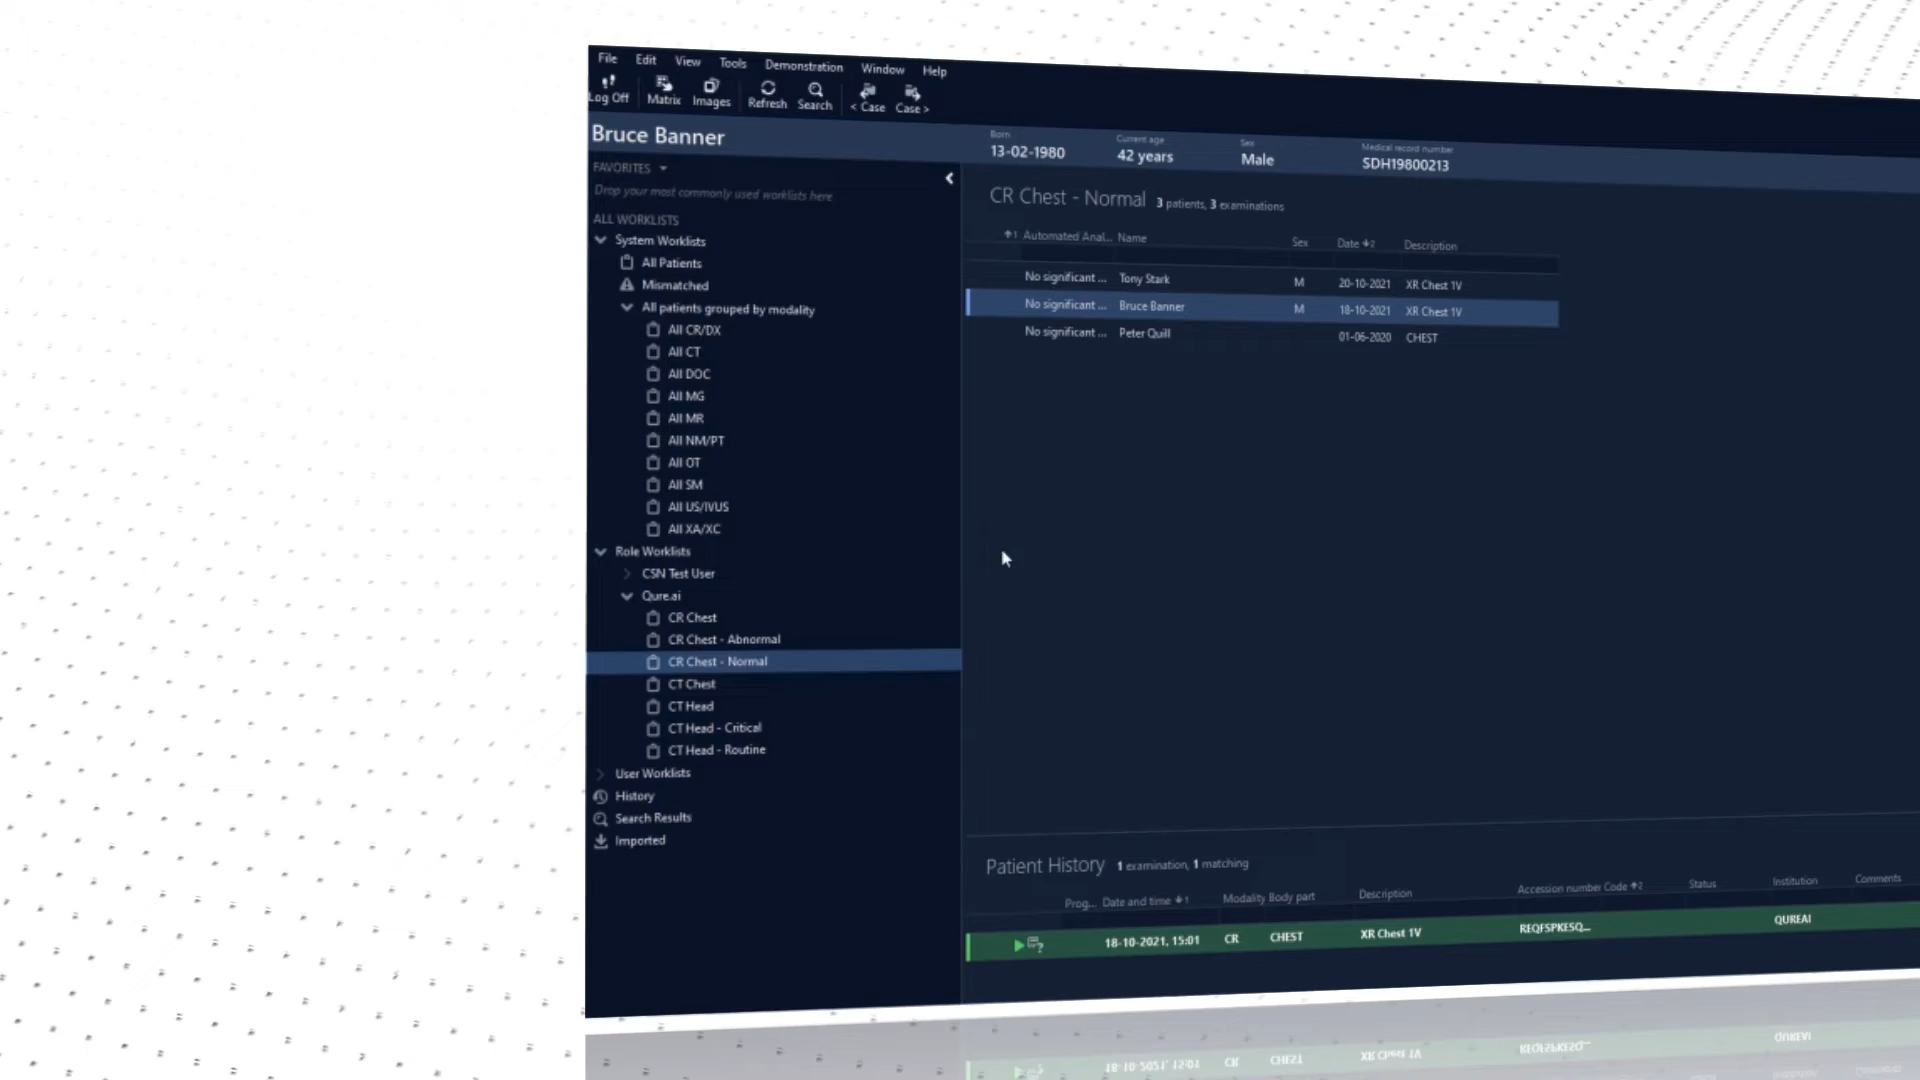 File Edit View Tools Demonstration Window Help
Log Off Matrix Images Refresh Search < Case Case >
Bruce Banner
Born
13-02-1980
Current age
42 years
Sex
Male
Medical record number
SDH19800213
FAVORITES
Drop your most commonly used worklists here
ALL WORKLISTS
System Worklists
All Patients
Mismatched
All patients grouped by modality
All CR/DX
All CT
All DOC
All MG
All MR
All NM/PT
All OT
All SM
All US/IVUS
All XA/XC
Role Worklists
CSN Test User
Qure.ai
CR Chest
CR Chest - Abnormal
CR Chest - Normal
CT Chest
CT Head
CT Head - Critical
CT Head - Routine
User Worklists
History
Search Results
Imported
CR Chest - Normal 3 patients, 3 examinations
1 Automated Anal... Name Sex Date 2 Description
No significant ... Tony Stark M 20-10-2021 XR Chest 1V
No significant ... Bruce Banner M 18-10-2021 XR Chest 1V
No significant ... Peter Quill 01-06-2020 CHEST
Patient History 1 examination, 1 matching
Prog... Date and time 1 Modality Body part Description Accession number Code 2 Status Institution Comments
18-10-2021, 15:01 CR CHEST XR Chest 1V REQFSPKESQ... QUREAI